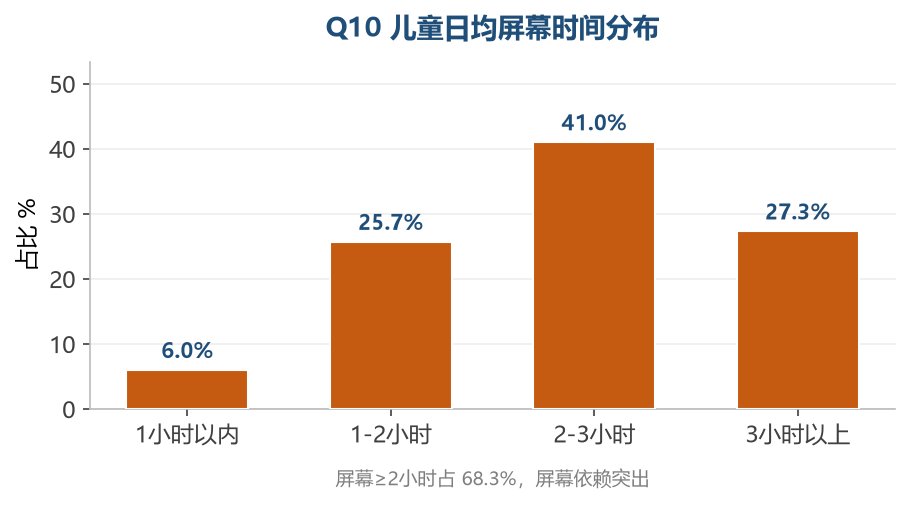 Q10 儿童日均屏幕时间分布
占比 %
50
40
30
20
10
0
6.0%
25.7%
41.0%
27.3%
1小时以内
1-2小时
2-3小时
3小时以上
屏幕≥2小时占 68.3%，屏幕依赖突出